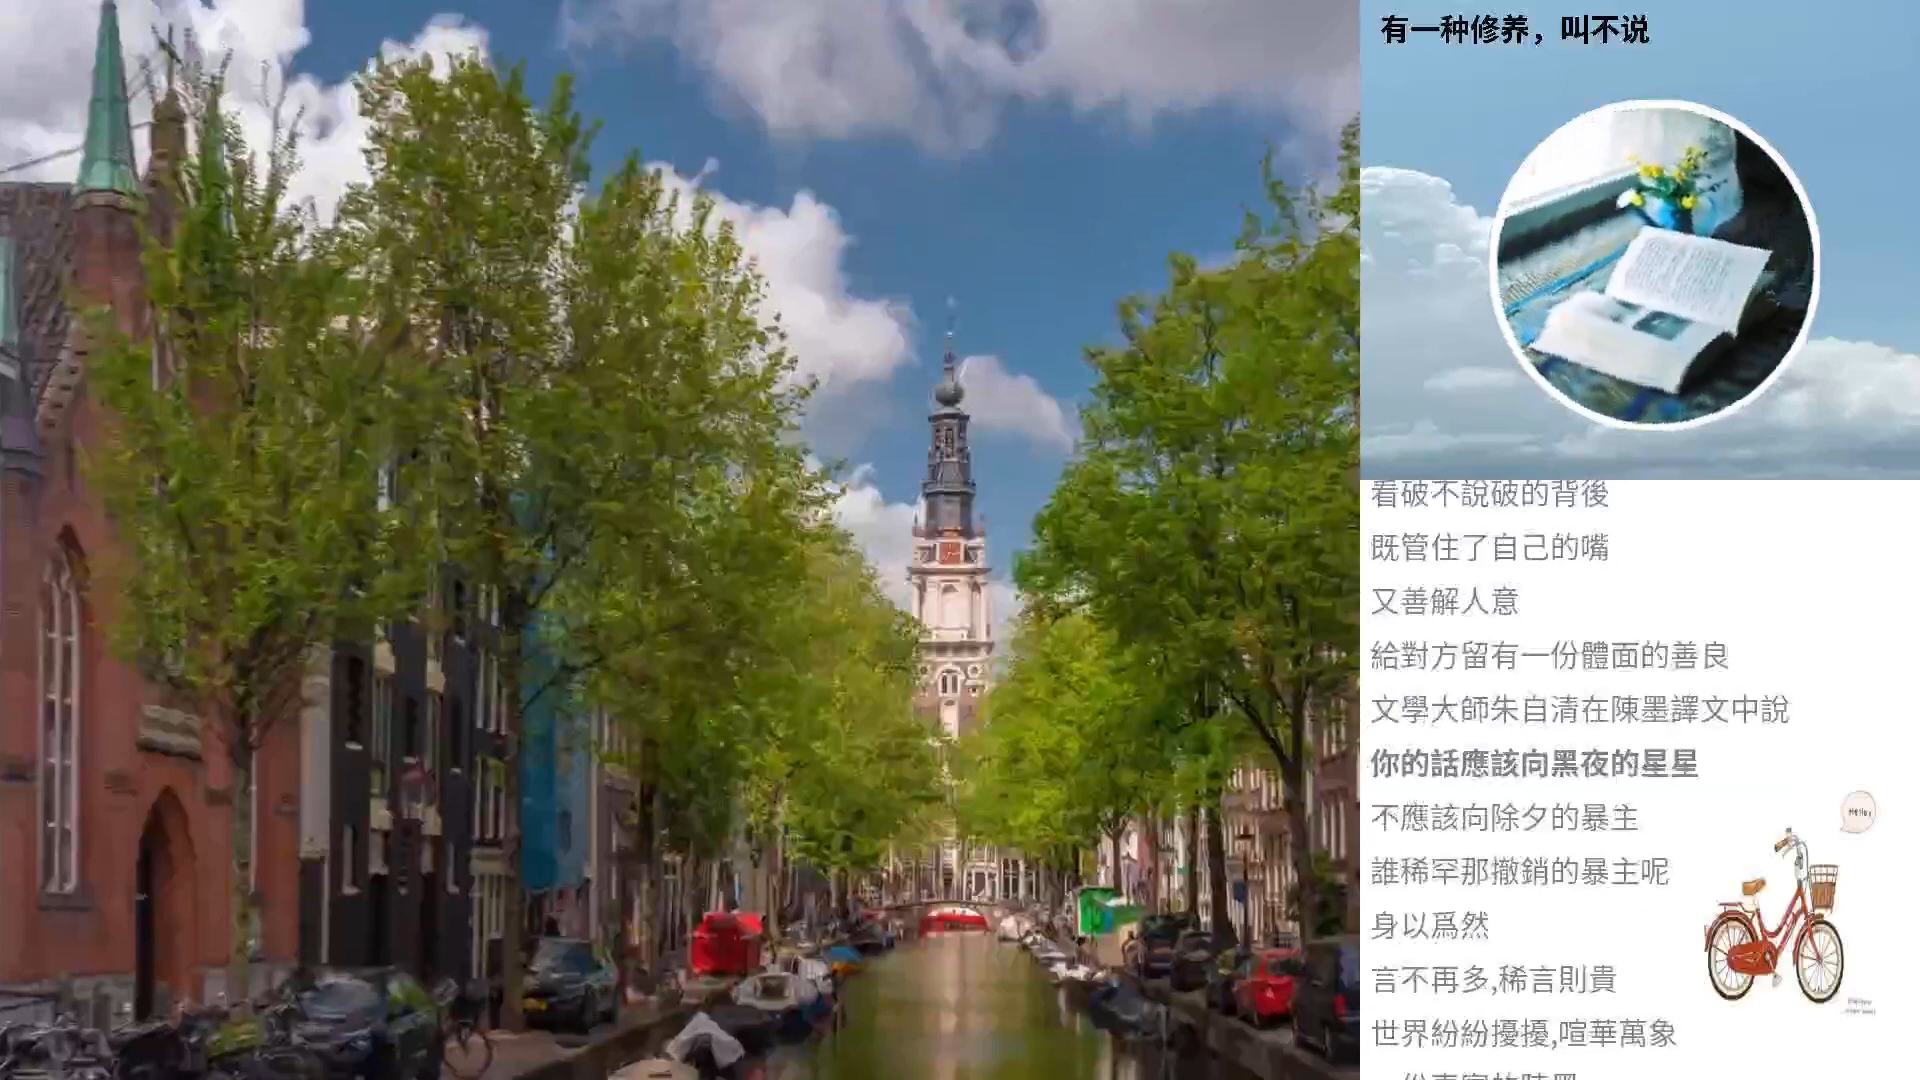 有一种修养，叫不说
看破不說破的背後
既管住了自己的嘴
又善解人意
給對方留有一份體面的善良
文學大師朱自清在陳墨譯文中說
你的話應該向黑夜的星星
不應該向除夕的暴主
誰稀罕那撤銷的暴主呢
身以爲然
言不再多,稀言則貴
世界紛紛擾擾,喧華萬象
Hello!